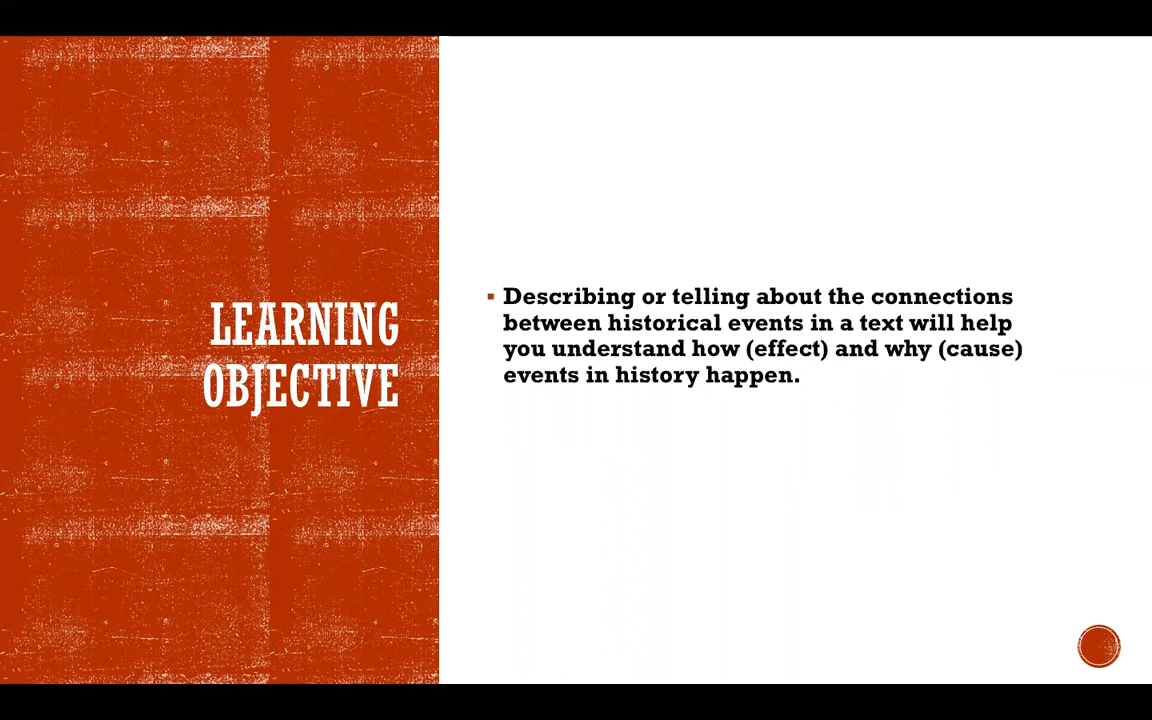 LEARNING
OBJECTIVE
▪ Describing or telling about the connections
between historical events in a text will help
you understand how (effect) and why (cause)
events in history happen.